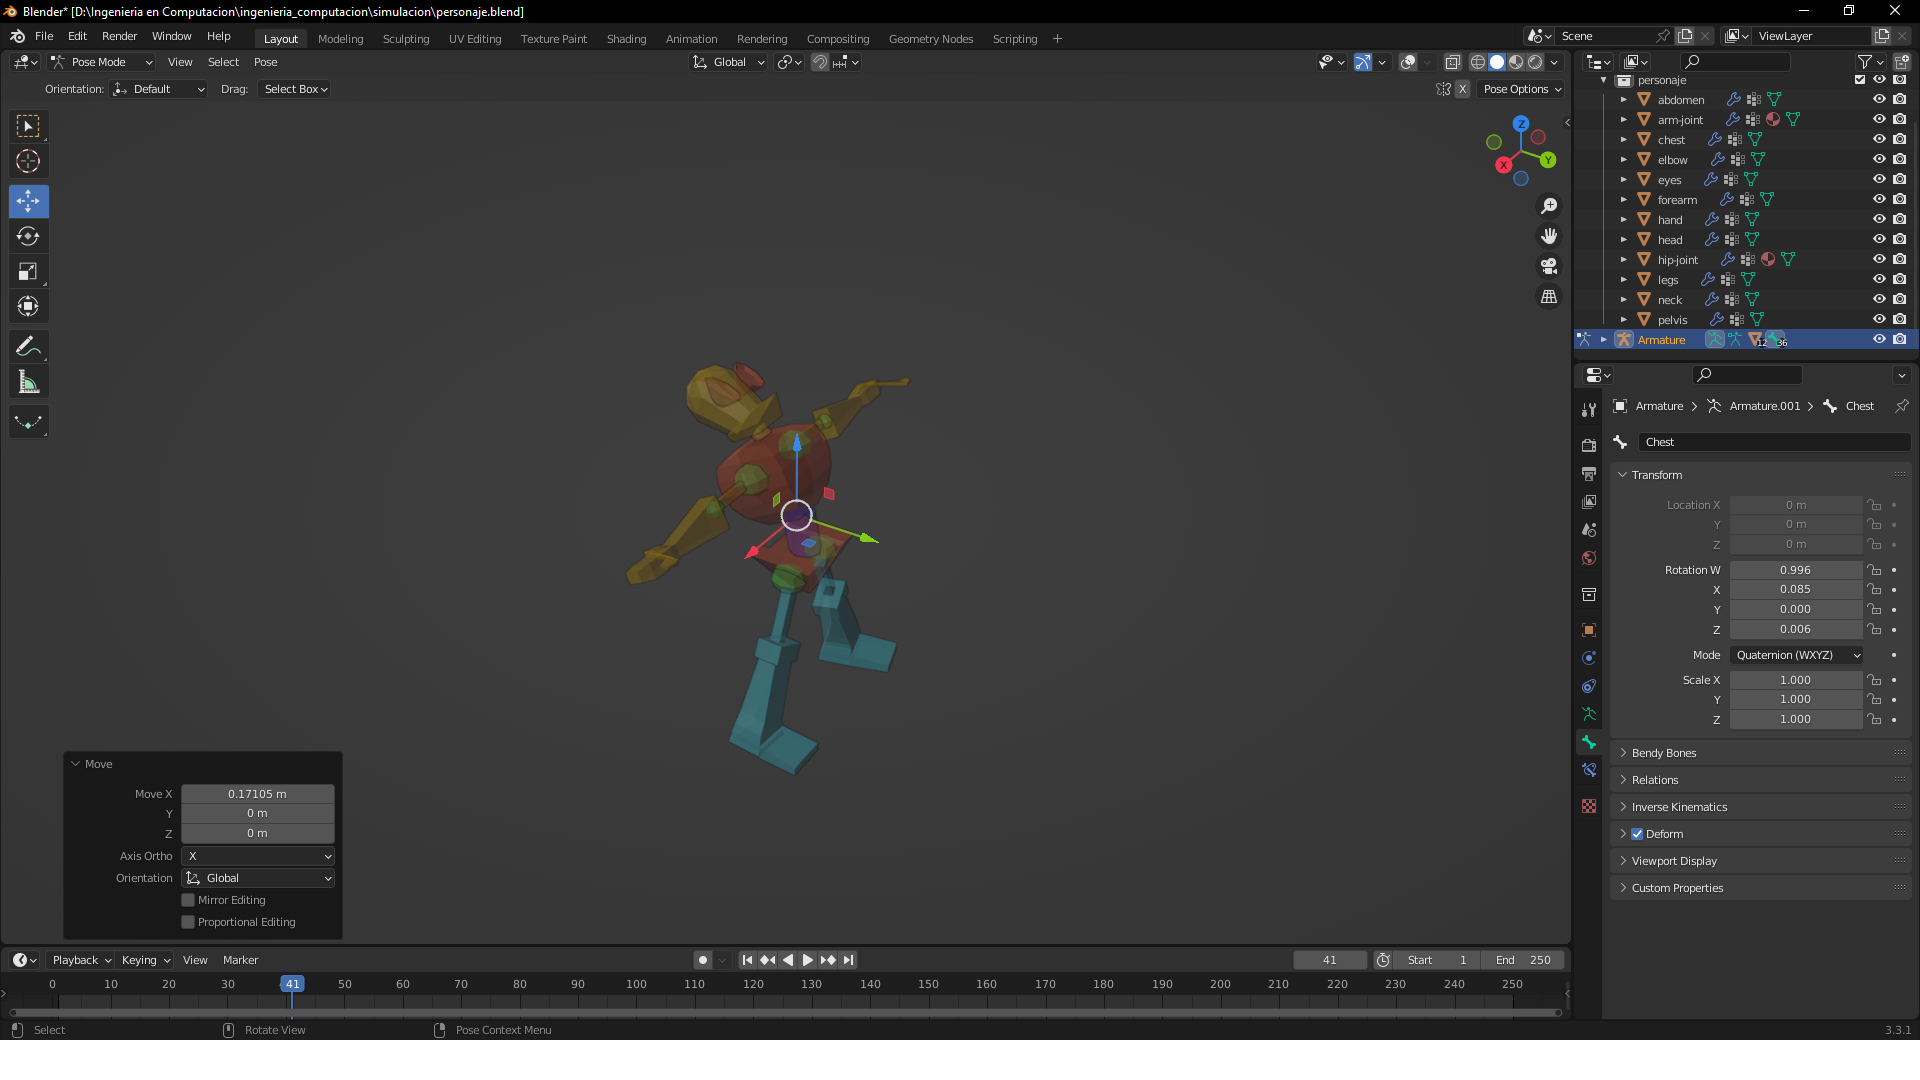 Blender* [D:\Ingenieria en Computacion\ingenieria_computacion\simulacion\personaje.blend]
File Edit Render Window Help Layout Modeling Sculpting UV Editing Texture Paint Shading Animation Rendering Compositing Geometry Nodes Scripting + Scene ViewLayer
Pose Mode View Select Pose Global
Orientation: Default Drag: Select Box X Pose Options
Z
Y
X
personaje
abdomen
arm-joint
chest
elbow
eyes
forearm
hand
head
hip-joint
legs
neck
pelvis
Armature 12 36
Armature > Armature.001 > Chest
Chest
Transform
Location X 0 m
Y 0 m
Z 0 m
Rotation W 0.996
X 0.085
Y 0.000
Z 0.006
Mode Quaternion (WXYZ)
Scale X 1.000
Y 1.000
Z 1.000
Bendy Bones
Relations
Inverse Kinematics
Deform
Viewport Display
Custom Properties
Move
Move X 0.17105 m
Y 0 m
Z 0 m
Axis Ortho X
Orientation Global
Mirror Editing
Proportional Editing
Playback Keying View Marker 41 Start 1 End 250
0 10 20 30 41 50 60 70 80 90 100 110 120 130 140 150 160 170 180 190 200 210 220 230 240 250
Select Rotate View Pose Context Menu 3.3.1